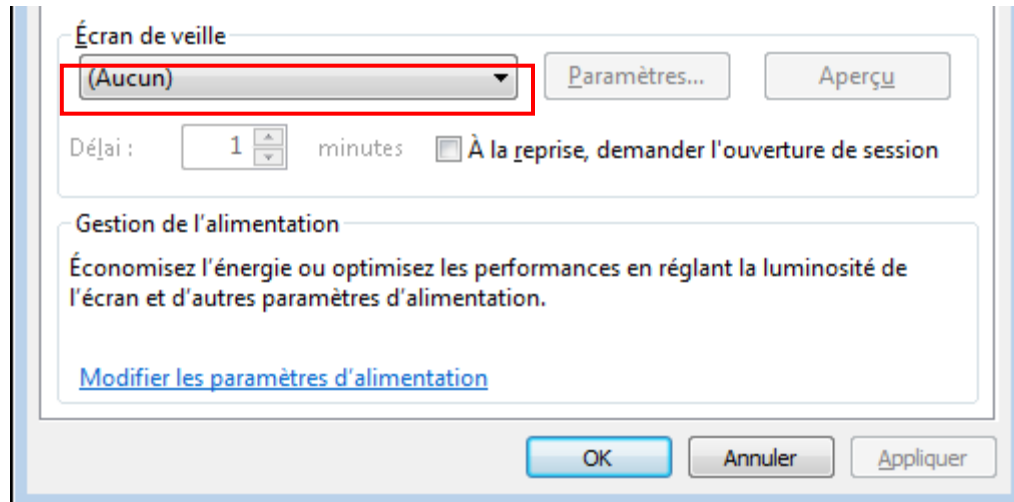 Écran de veille
(Aucun) Paramètres... Aperçu
Délai : 1 minutes À la reprise, demander l'ouverture de session
Gestion de l'alimentation
Économisez l'énergie ou optimisez les performances en réglant la luminosité de
l'écran et d'autres paramètres d'alimentation.
Modifier les paramètres d'alimentation
OK Annuler Appliquer